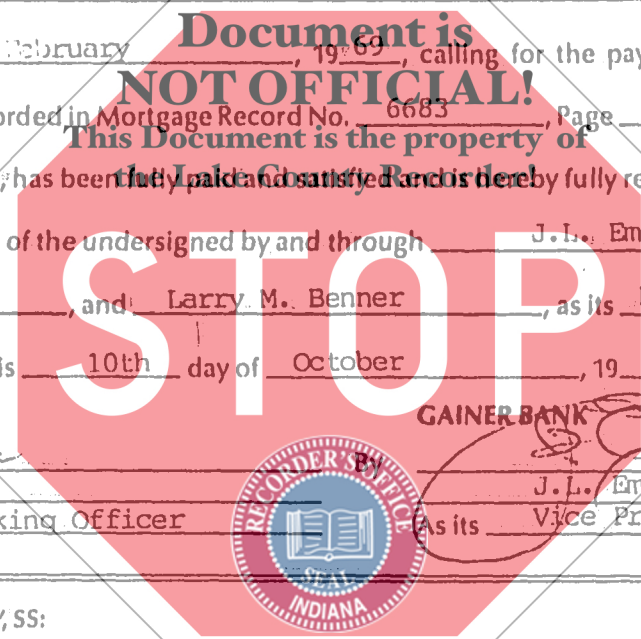 Document is
February, 1969, calling for the pay
NOT OFFICIAL!
orded in Mortgage Record No. 6683, Page
This Document is the property of
the Lake County Recorder!
, has been fully paid and satisfied and is hereby fully re
of the undersigned by and through J.L. Em
STOP
, and Larry M. Benner, as its
is 10th day of October, 19
GAINER BANK
By
J.L. Em
king Officer As its Vice Pr
RECORDER'S OFFICE
SEAL
INDIANA
, SS: